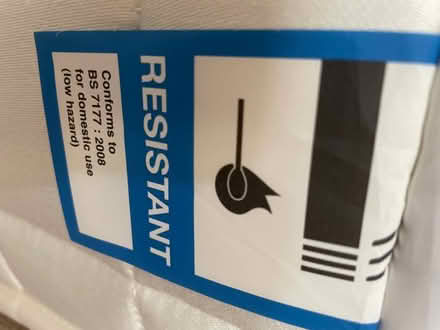 RESISTANT
Conforms to
BS 7177 : 2008
for domestic use
(low hazard)